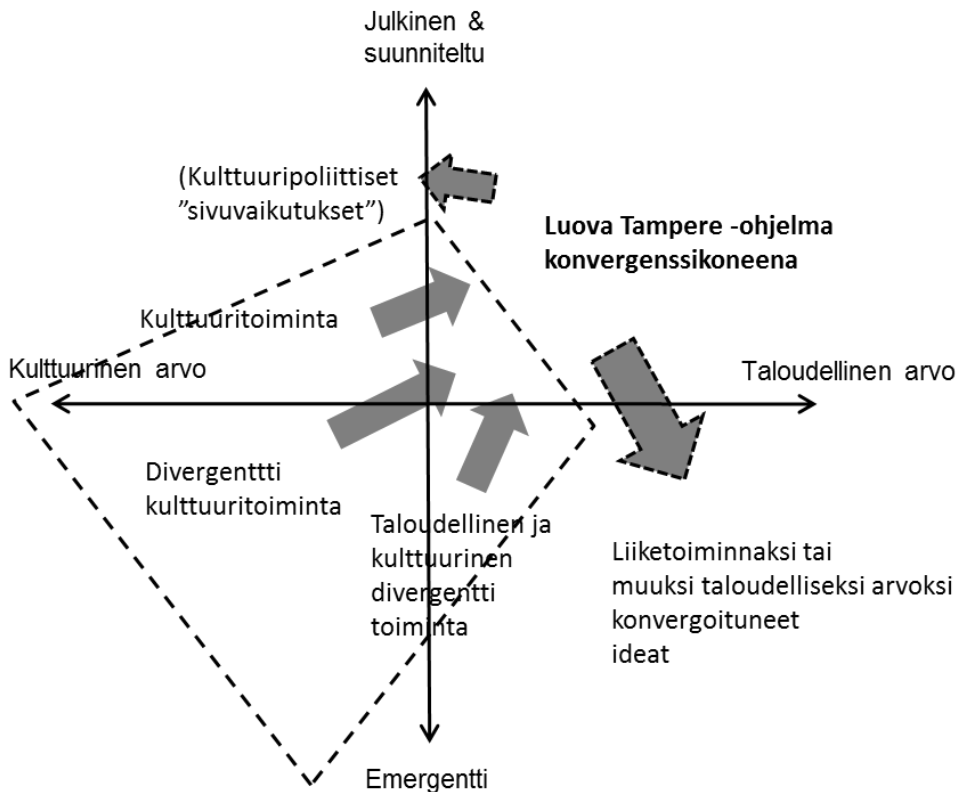 Julkinen &
suunniteltu
(Kulttuuripoliittiset
”sivuvaikutukset”)
Luova Tampere -ohjelma
konvergenssikoneena
Kulttuuritoiminta
Kulttuurinen arvo
Taloudellinen arvo
Divergenttti
kulttuuritoiminta
Taloudellinen ja
kulttuurinen
divergentti
toiminta
Liiketoiminnaksi tai
muuksi taloudelliseksi arvoksi
konvergoituneet
ideat
Emergentti